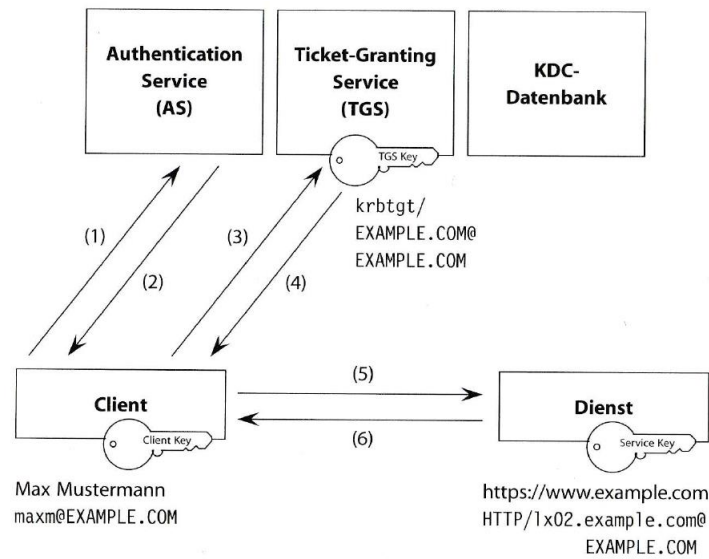 Authentication
Service
(AS)
Ticket-Granting
Service
(TGS)
KDC-
Datenbank
TGS Key
krbtgt/
EXAMPLE.COM@
EXAMPLE.COM
(1)
(2)
(3)
(4)
(5)
(6)
Client
Client Key
Dienst
Service Key
Max Mustermann
maxm@EXAMPLE.COM
https://www.example.com
HTTP/lx02.example.com@
EXAMPLE.COM